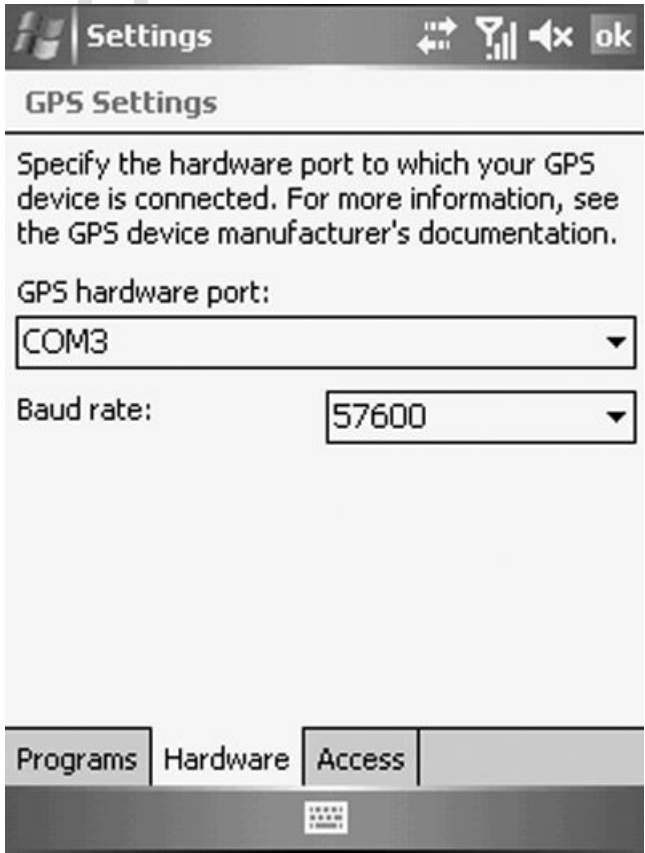 Settings
ok
GPS Settings
Specify the hardware port to which your GPS
device is connected. For more information, see
the GPS device manufacturer's documentation.
GPS hardware port:
COM3
Baud rate:
57600
Programs
Hardware
Access